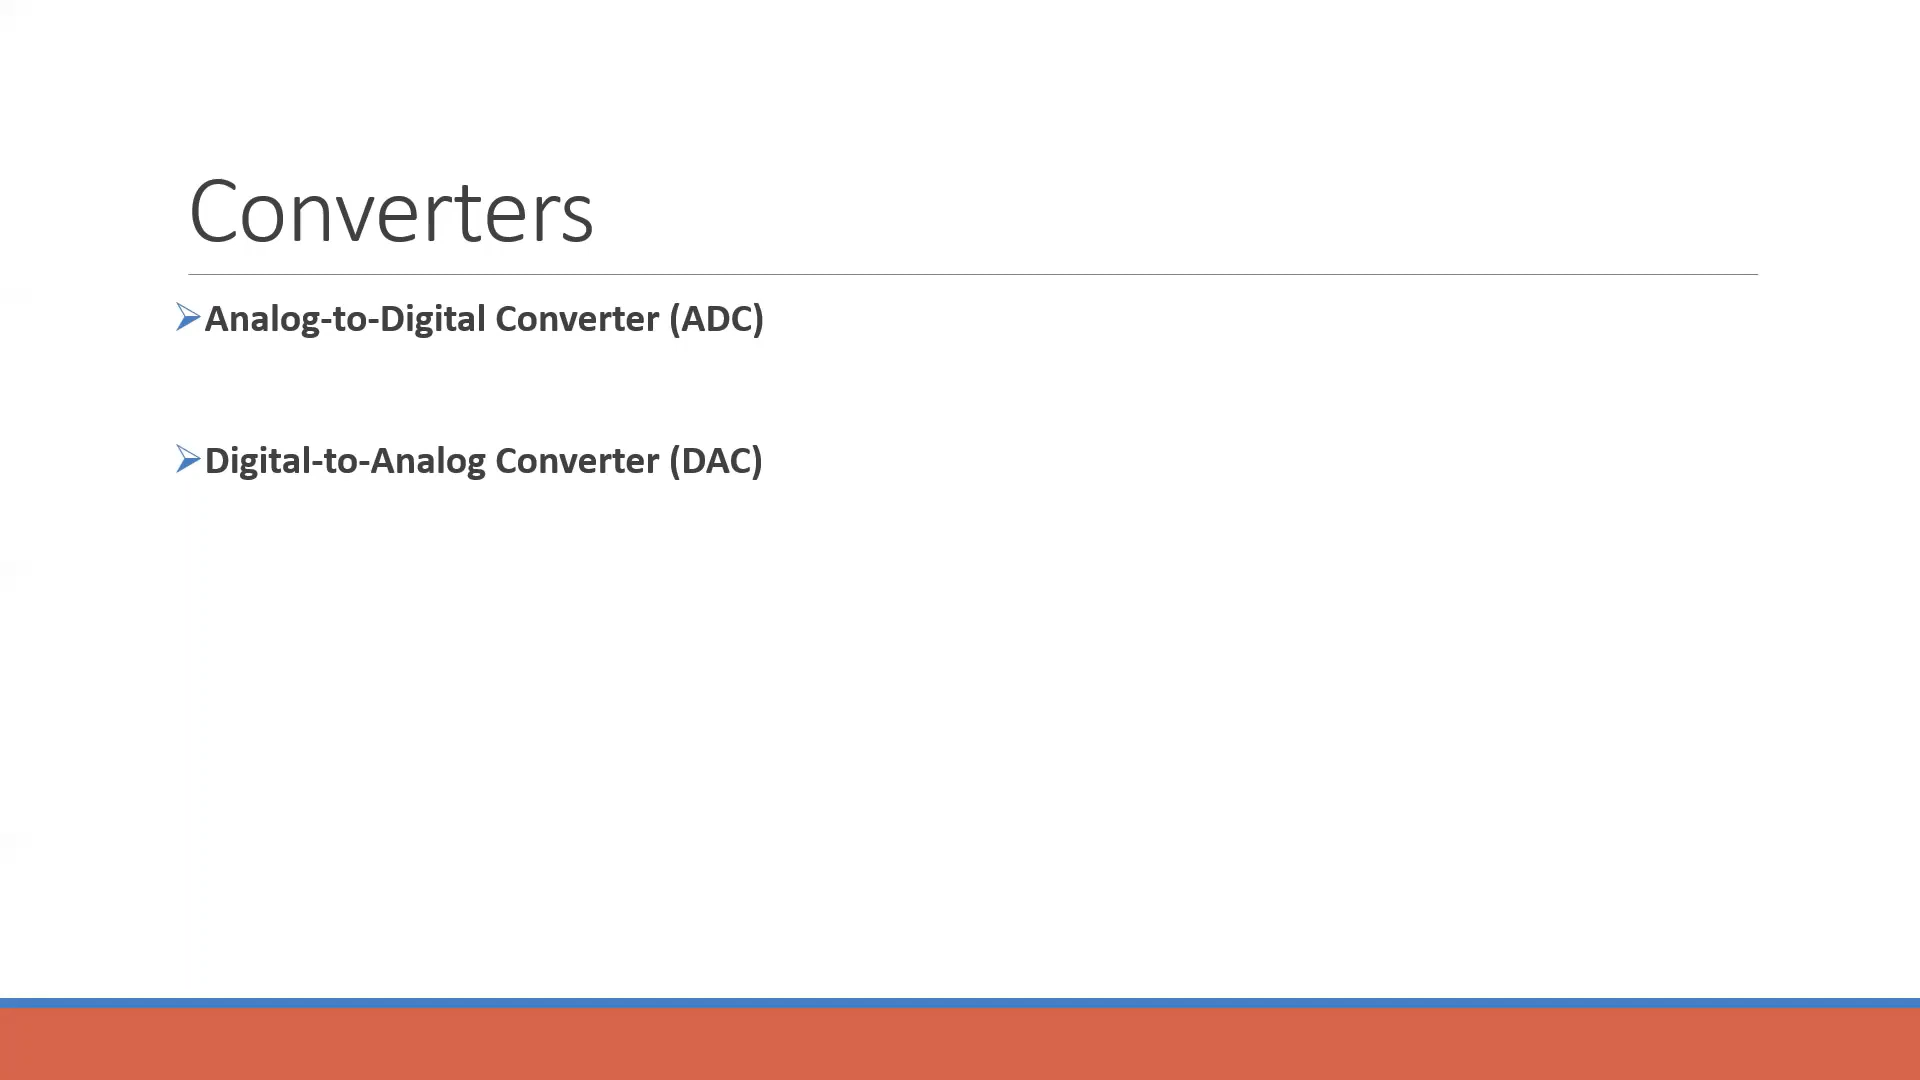 Converters
Analog-to-Digital Converter (ADC)
Digital-to-Analog Converter (DAC)